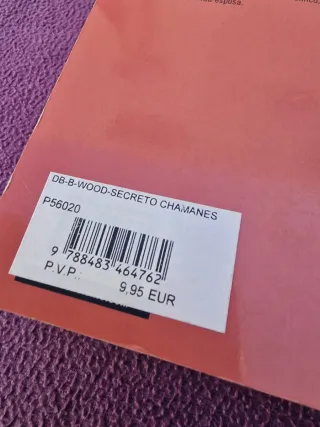 esposa.
DB-B-WOOD-SECRETO CHAMANES
P56020
9 788483 464762
P.V.P.
9,95 EUR